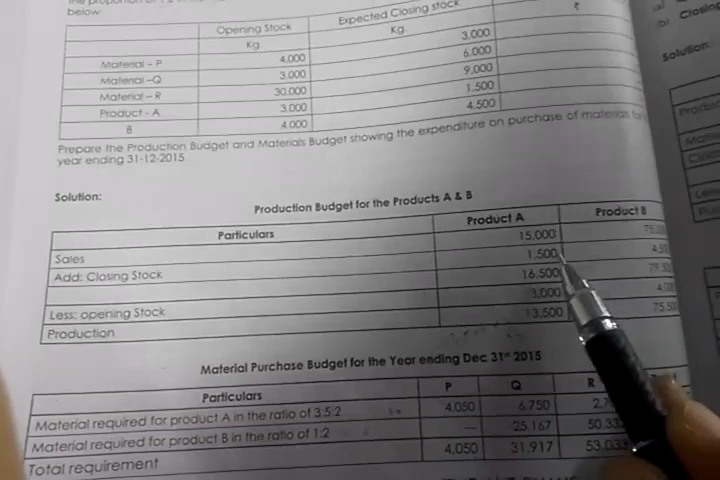 below
Opening Stock Expected Closing stock ₹
Kg Kg.
Material - P 4.000 3.000
Material -Q 3.000 6.000
Material - R 30.000 9.000
Product - A 3.000 1.500
B 4.000 4.500
Prepare the Production Budget and Materials Budget showing the expenditure on purchase of materials
year ending 31-12-2015
Solution:
Production Budget for the Products A & B
Particulars Product A Product B
Sales 15,000
Add: Closing Stock 1,500
16,500
Less: opening Stock 3,000
Production 13,500
Material Purchase Budget for the Year ending Dec 31st 2015
Particulars P Q R
Material required for product A in the ratio of 3:5:2 4,050 6,750
Material required for product B in the ratio of 1:2 — 25,167
Total requirement 4,050 31,917
(b) Closing
Solution: